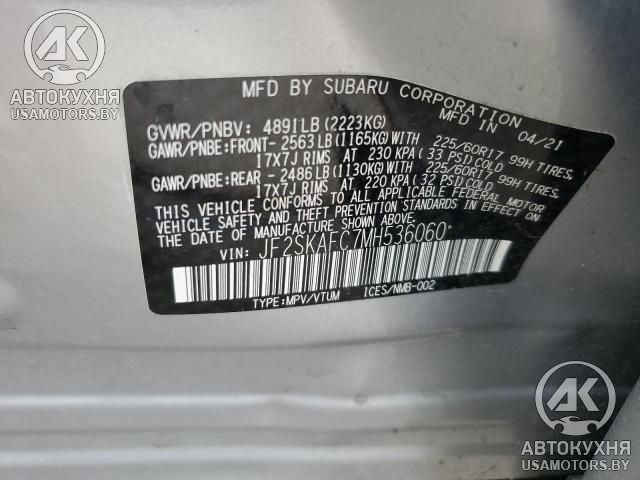 AK
АВТОКУХНЯ
USAMOTORS.BY
AK
АВТОКУХНЯ
USAMOTORS.BY
MFD BY SUBARU CORPORATION
MFD IN 04/21
GVWR/PNBV: 4891LB (2223KG)
GAWR/PNBE:FRONT- 2563LB (1165KG)WITH 225/60R17 99H TIRES
17X7J RIMS AT 230 KPA (33 PSI)COLD
GAWR/PNBE:REAR - 2486LB (1130KG)WITH 225/60R17 99H TIRES
17X7J RIMS AT 220 KPA (32 PSI)COLD
THIS VEHICLE CONFORMS TO ALL APPLICABLE FEDERAL MOTOR
VEHICLE SAFETY AND THEFT PREVENTION STANDARDS IN EFFECT
ON THE DATE OF MANUFACTURE SHOWN ABOVE.
VIN: JF2SKAFC7MH536060
TYPE:MPV/VTUM ICES/NMB-002
AK
АВТОКУХНЯ
USAMOTORS.BY